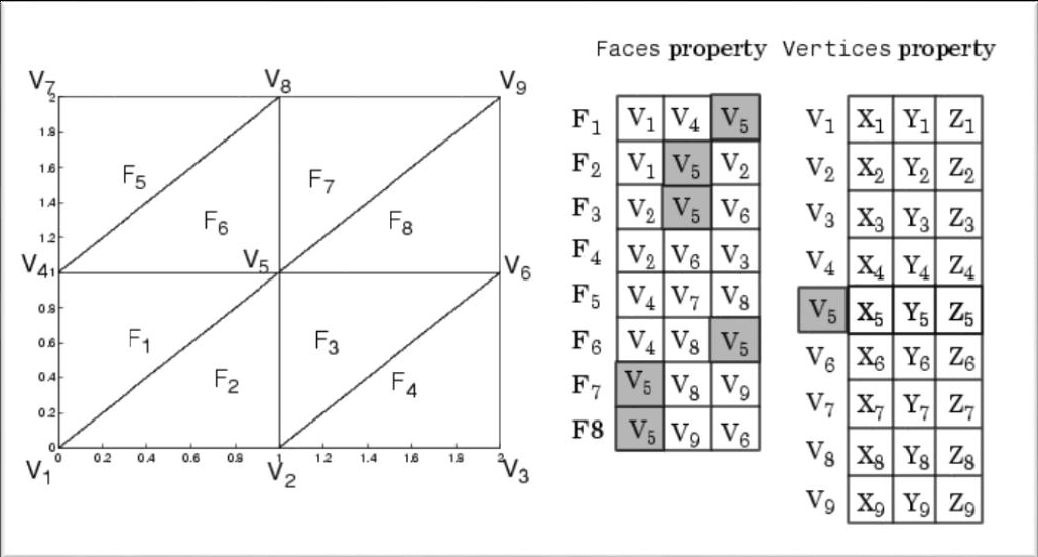 Faces property Vertices property
V7 V8 V9
2
1.8
1.6
1.4
1.2
V4 1
0.8
0.6
0.4
0.2
0
F5
F6
F7
F8
V5
V6
F1
F2
F3
F4
0 0.2 0.4 0.6 0.8 1 1.2 1.4 1.6 1.8 2
V1 V2 V3
F1 V1 V4 V5
F2 V1 V5 V2
F3 V2 V5 V6
F4 V2 V6 V3
F5 V4 V7 V8
F6 V4 V8 V5
F7 V5 V8 V9
F8 V5 V9 V6
V1 X1 Y1 Z1
V2 X2 Y2 Z2
V3 X3 Y3 Z3
V4 X4 Y4 Z4
V5 X5 Y5 Z5
V6 X6 Y6 Z6
V7 X7 Y7 Z7
V8 X8 Y8 Z8
V9 X9 Y9 Z9